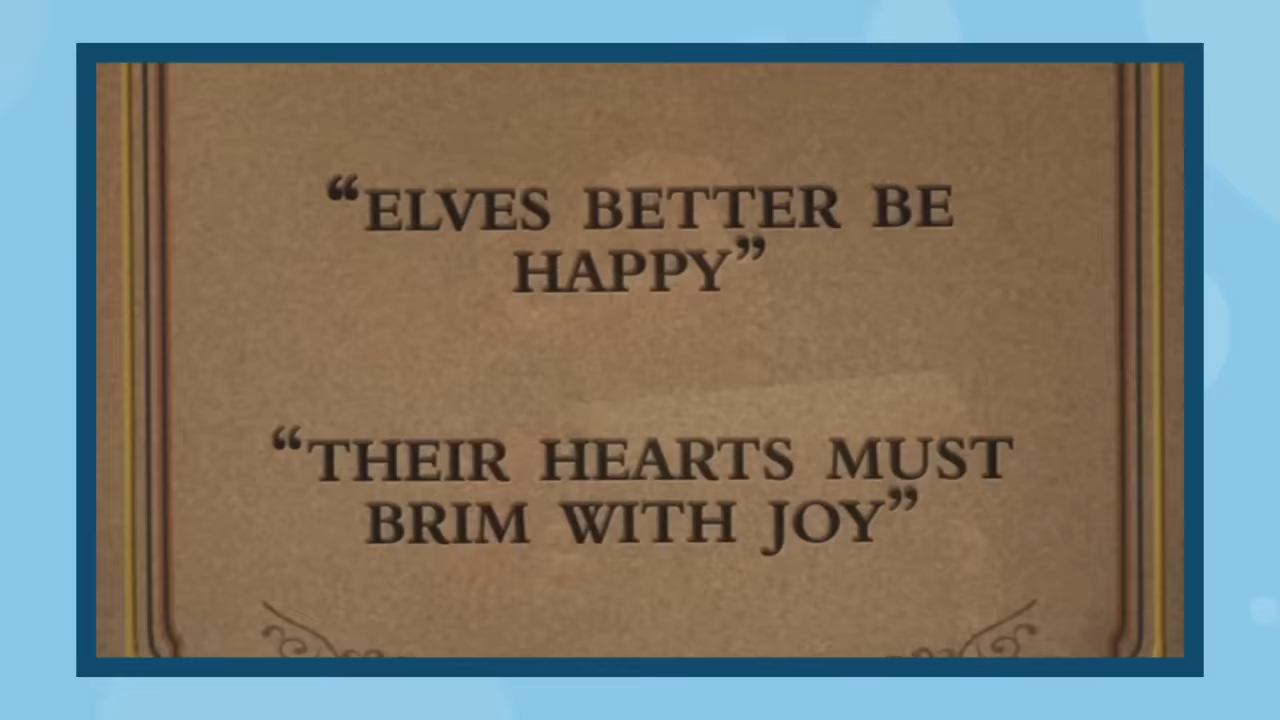 “ELVES BETTER BE
HAPPY”
“THEIR HEARTS MUST
BRIM WITH JOY”